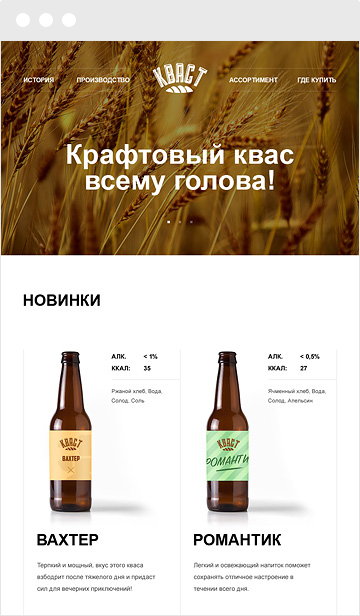 ИСТОРИЯ ПРОИЗВОДСТВО КВАСТ АССОРТИМЕНТ ГДЕ КУПИТЬ
Крафтовый квас
всему голова!
НОВИНКИ
АЛК. < 1%
ККАЛ: 35
Ржаной хлеб, Вода,
Солод, Соль
КВАСТ
ВАХТЕР
ВАХТЕР
Терпкий и мощный, вкус этого кваса
взбодрит после тяжелого дня и придаст
сил для вечерних приключений!
АЛК. < 0,5%
ККАЛ: 27
Ячменный хлеб, Вода,
Солод, Апельсин
КВАСТ
РОМАНТИ
РОМАНТИК
Легкий и освежающий напиток поможет
сохранять отличное настроение в
течении всего дня.